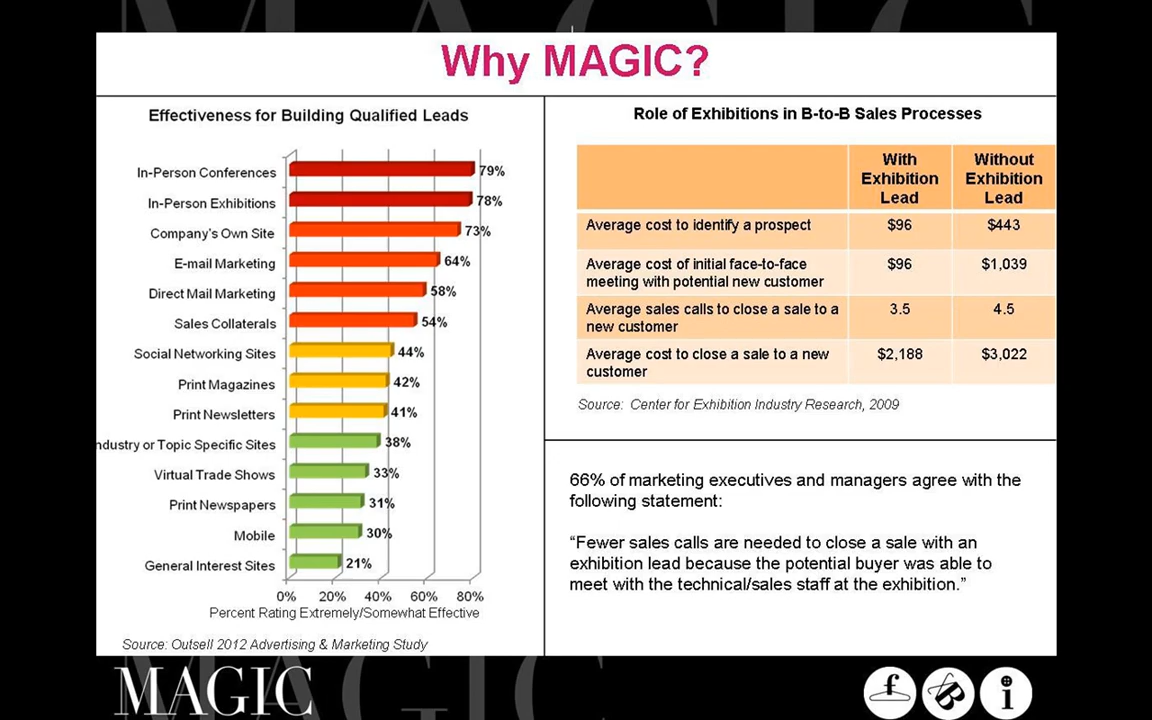 Why MAGIC?
Effectiveness for Building Qualified Leads
In-Person Conferences 79%
In-Person Exhibitions 78%
Company's Own Site 73%
E-mail Marketing 64%
Direct Mail Marketing 58%
Sales Collaterals 54%
Social Networking Sites 44%
Print Magazines 42%
Print Newsletters 41%
ndustry or Topic Specific Sites 38%
Virtual Trade Shows 33%
Print Newspapers 31%
Mobile 30%
General Interest Sites 21%
0% 20% 40% 60% 80%
Percent Rating Extremely/Somewhat Effective
Source: Outsell 2012 Advertising & Marketing Study
Role of Exhibitions in B-to-B Sales Processes
With Exhibition Lead
Without Exhibition Lead
Average cost to identify a prospect $96 $443
Average cost of initial face-to-face
meeting with potential new customer $96 $1,039
Average sales calls to close a sale to a
new customer 3.5 4.5
Average cost to close a sale to a new
customer $2,188 $3,022
Source: Center for Exhibition Industry Research, 2009
66% of marketing executives and managers agree with the
following statement:
“Fewer sales calls are needed to close a sale with an
exhibition lead because the potential buyer was able to
meet with the technical/sales staff at the exhibition.”
MAGIC
f B i